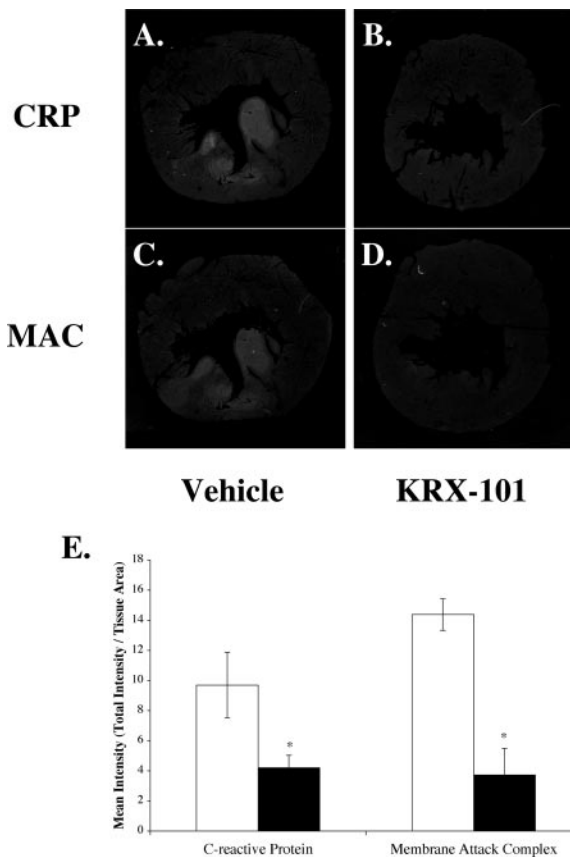 A.
B.
CRP
C.
D.
MAC
Vehicle
KRX-101
E.
Mean Intensity (Total Intensity / Tissue Area)
18
16
14
12
10
8
6
4
2
0
*
*
C-reactive Protein
Membrane Attack Complex